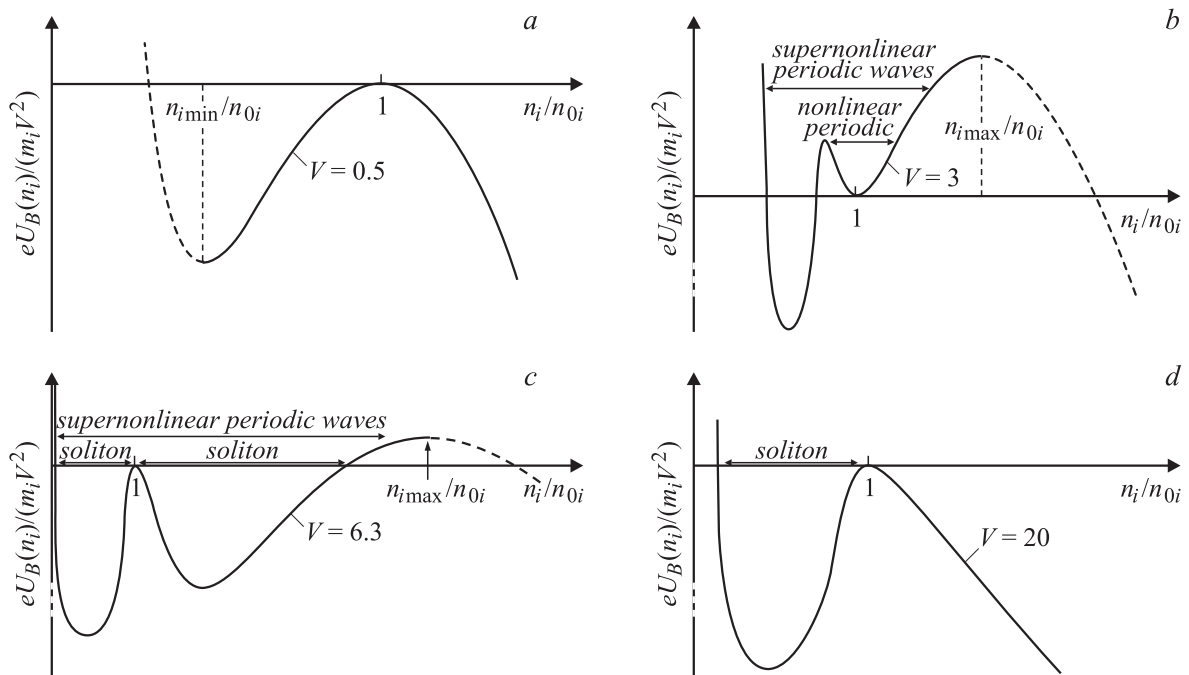 a
n_{imin}/n_{0i}
1
n_i/n_{0i}
V = 0.5
eU_B(n_i)/(m_iV^2)
b
supernonlinear
periodic waves
nonlinear
periodic
n_{imax}/n_{0i}
V = 3
1
n_i/n_{0i}
eU_B(n_i)/(m_iV^2)
c
supernonlinear periodic waves
soliton
soliton
1
n_{imax}/n_{0i}
n_i/n_{0i}
V = 6.3
eU_B(n_i)/(m_iV^2)
d
soliton
1
n_i/n_{0i}
V = 20
eU_B(n_i)/(m_iV^2)